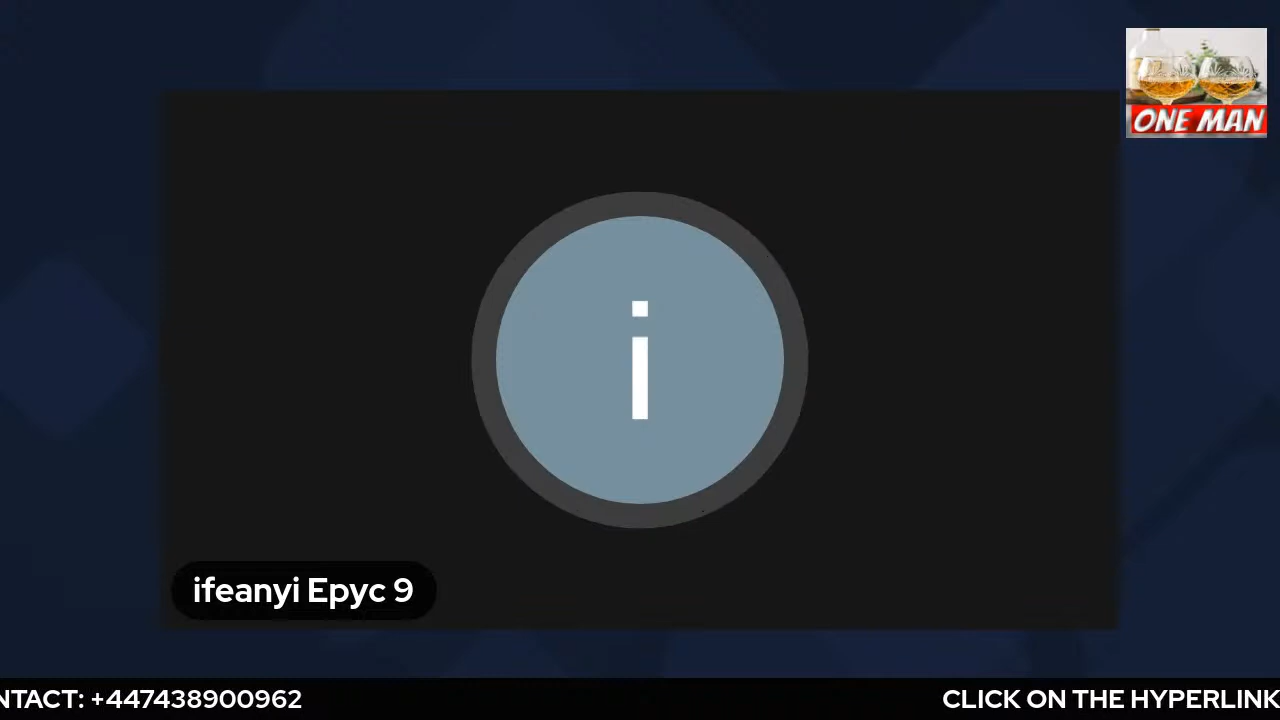 ONE MAN
i
ifeanyi Epyc 9
NTACT: +447438900962
CLICK ON THE HYPERLINK